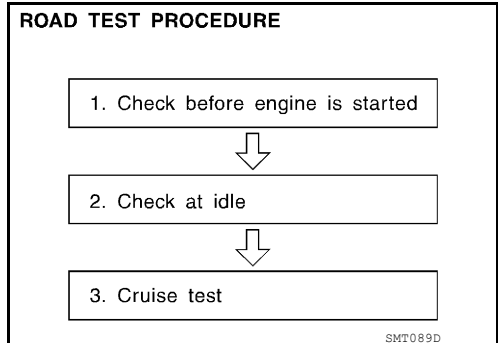 ROAD TEST PROCEDURE
1. Check before engine is started
2. Check at idle
3. Cruise test
SMT089D